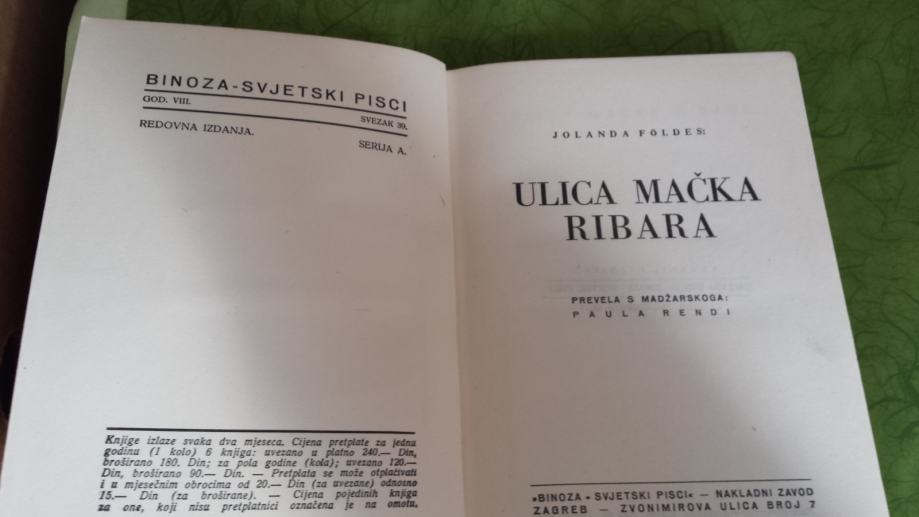 BINOZA-SVJETSKI PISCI
GOD. VIII.
SVEZAK 39.
REDOVNA IZDANJA.
SERIJA A.
Knjige izlaze svaka dva mjeseca. Cijena pretplate za jednu
godinu (1 kolo) 6 knjiga: uvezano u platno 240.— Din,
broširano 180. Din; za pola godine (kola); uvezano 120.—
Din, broširano 90.— Din. — Pretplata se može otplaćivati
i u mjesečnim obrocima od 20.— Din (za uvezane) odnosno
15.— Din (za broširane). — Cijena pojedinih knjiga
za one, koji nisu pretplatnici označena je na omotu.
JOLANDA FÖLDES:
ULICA MAČKA
RIBARA
PREVELA S MADŽARSKOGA:
PAULA RENDI
»BINOZA - SVJETSKI PISCI« — NAKLADNI ZAVOD
ZAGREB — ZVONIMIROVA ULICA BROJ 7